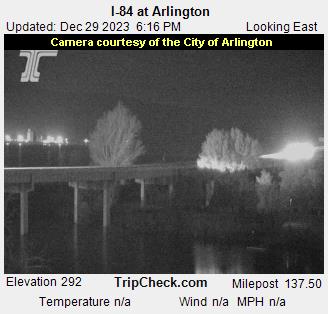 I-84 at Arlington
Updated: Dec 29 2023 6:16 PM Looking East
Camera courtesy of the City of Arlington
Elevation 292 TripCheck.com Milepost 137.50
Temperature n/a Wind n/a MPH n/a